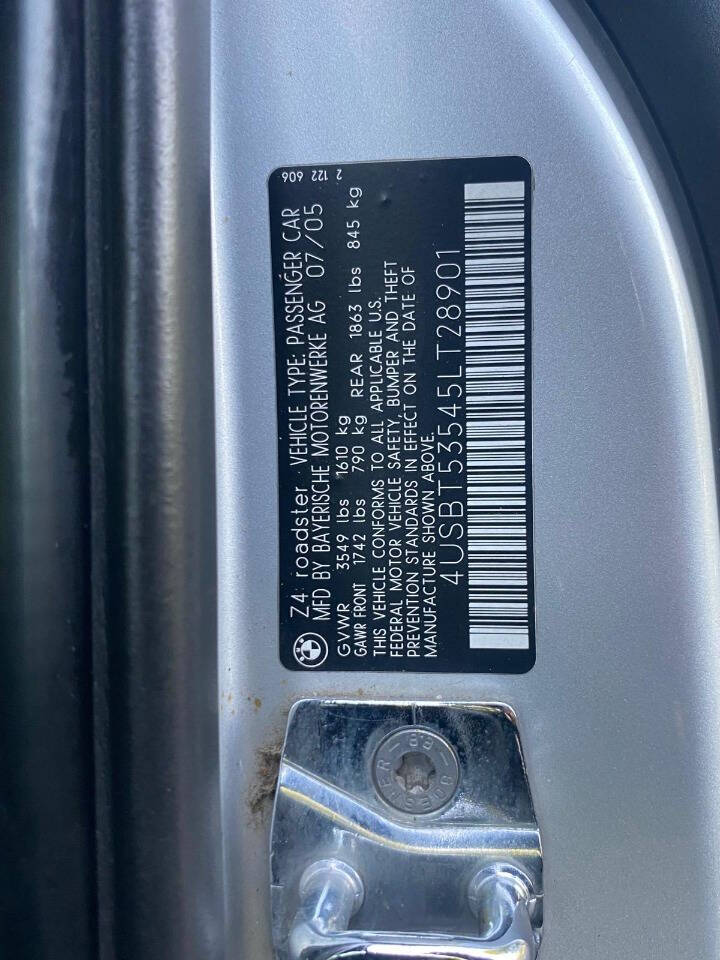 Z4: roadster VEHICLE TYPE: PASSENGER CAR
MFD BY BAYERISCHE MOTORENWERKE AG 07/05
GVWR 3549 lbs 1610 kg
GAWR FRONT 1742 lbs 790 kg REAR 1863 lbs 845 kg
THIS VEHICLE CONFORMS TO ALL APPLICABLE U.S.
FEDERAL MOTOR VEHICLE SAFETY, BUMPER AND THEFT
PREVENTION STANDARDS IN EFFECT ON THE DATE OF
MANUFACTURE SHOWN ABOVE.
4USBT53545LT28901
2 122 606